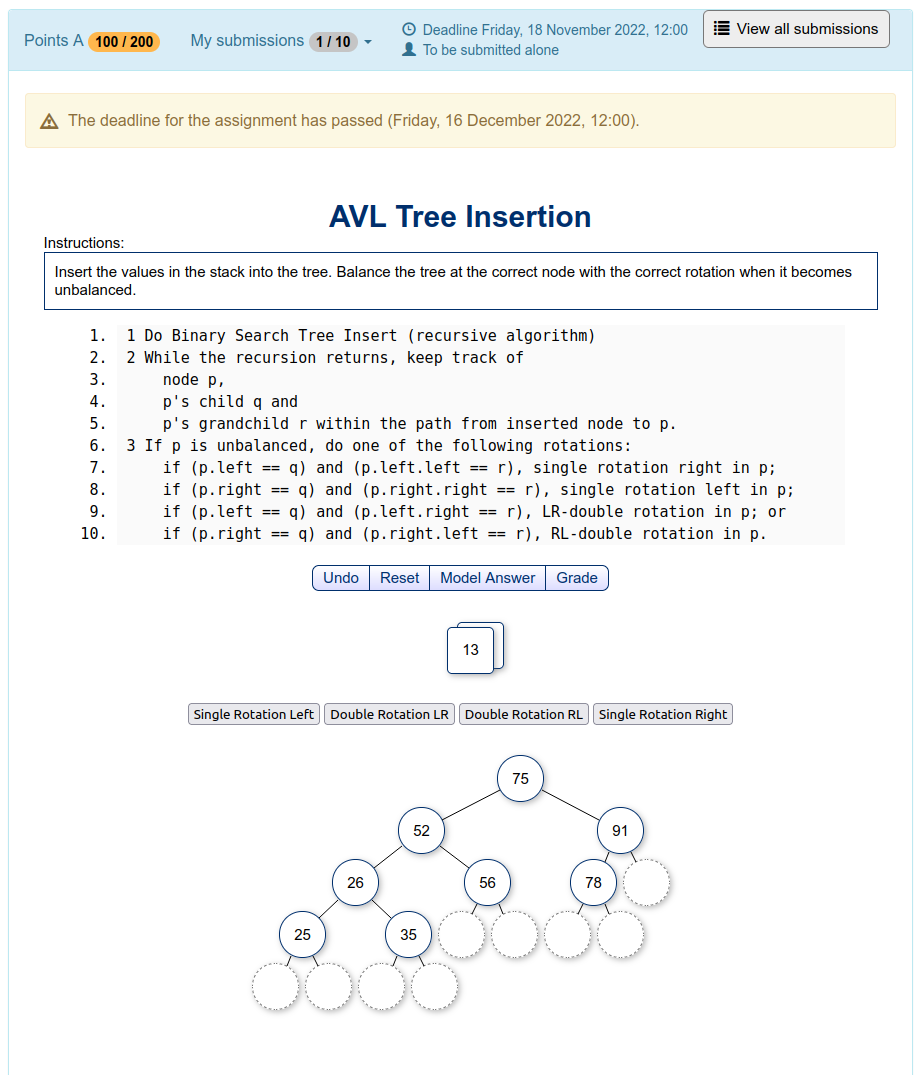 Points A 100 / 200 My submissions 1 / 10 Deadline Friday, 18 November 2022, 12:00 View all submissions
To be submitted alone
The deadline for the assignment has passed (Friday, 16 December 2022, 12:00).
AVL Tree Insertion
Instructions:
Insert the values in the stack into the tree. Balance the tree at the correct node with the correct rotation when it becomes
unbalanced.
1. 1 Do Binary Search Tree Insert (recursive algorithm)
2. 2 While the recursion returns, keep track of
3. node p,
4. p's child q and
5. p's grandchild r within the path from inserted node to p.
6. 3 If p is unbalanced, do one of the following rotations:
7. if (p.left == q) and (p.left.left == r), single rotation right in p;
8. if (p.right == q) and (p.right.right == r), single rotation left in p;
9. if (p.left == q) and (p.left.right == r), LR-double rotation in p; or
10. if (p.right == q) and (p.right.left == r), RL-double rotation in p.
Undo Reset Model Answer Grade
13
Single Rotation Left Double Rotation LR Double Rotation RL Single Rotation Right
75
52 91
26 56 78
25 35